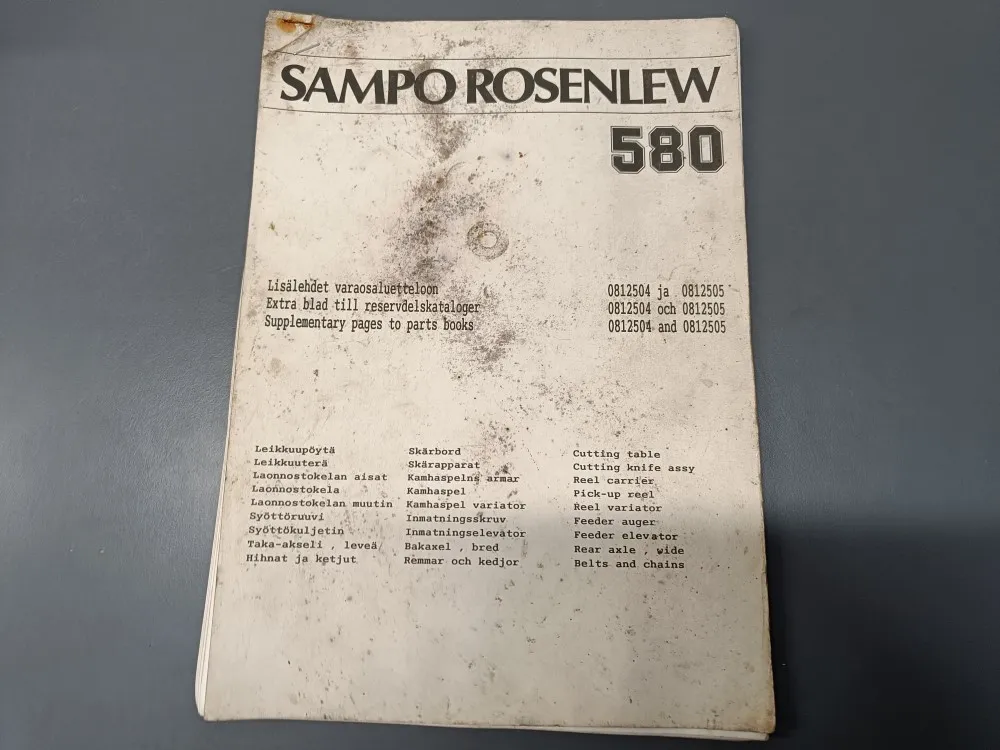 SAMPO ROSENLEW
580
Lisälehdet varaosaluetteloon 0812504 ja 0812505
Extra blad till reservdelskataloger 0812504 och 0812505
Supplementary pages to parts books 0812504 and 0812505
Leikkuupöytä Skärbord Cutting table
Leikkuuterä Skärapparat Cutting knife assy
Laonnostokelan aisat Kamhaspelns armar Reel carrier
Laonnostokela Kamhaspel Pick-up reel
Laonnostokelan muutin Kamhaspel variator Reel variator
Syöttöruuvi Inmatningsskruv Feeder auger
Syöttökuljetin Inmatningselevator Feeder elevator
Taka-akseli , leveä Bakaxel , bred Rear axle , wide
Hihnat ja ketjut Remmar och kedjor Belts and chains